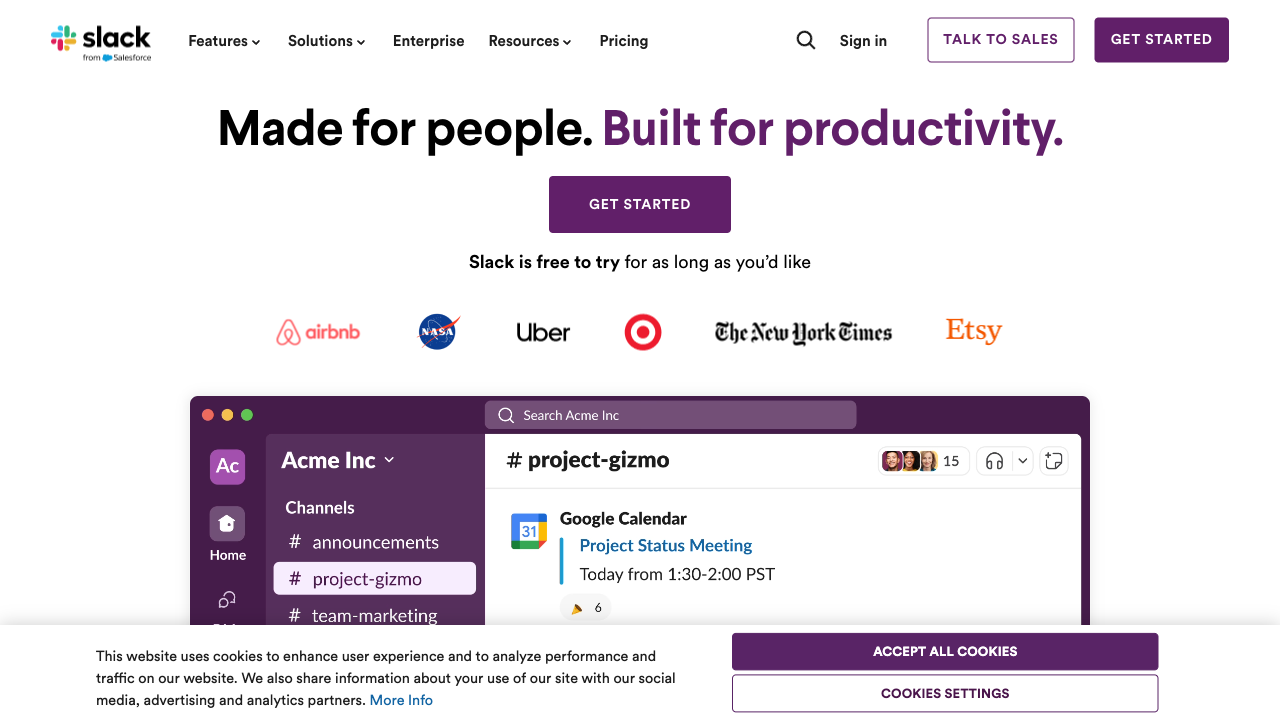 slack
from Salesforce
Features
Solutions
Enterprise
Resources
Pricing
Sign in
TALK TO SALES
GET STARTED
Made for people. Built for productivity.
GET STARTED
Slack is free to try for as long as you’d like
airbnb
NASA
Uber
The New York Times
Etsy
Search Acme Inc
Ac
Acme Inc
# project-gizmo
15
Home
Channels
# announcements
# project-gizmo
# team-marketing
31
Google Calendar
Project Status Meeting
Today from 1:30-2:00 PST
6
This website uses cookies to enhance user experience and to analyze performance and
traffic on our website. We also share information about your use of our site with our social
media, advertising and analytics partners. More Info
ACCEPT ALL COOKIES
COOKIES SETTINGS